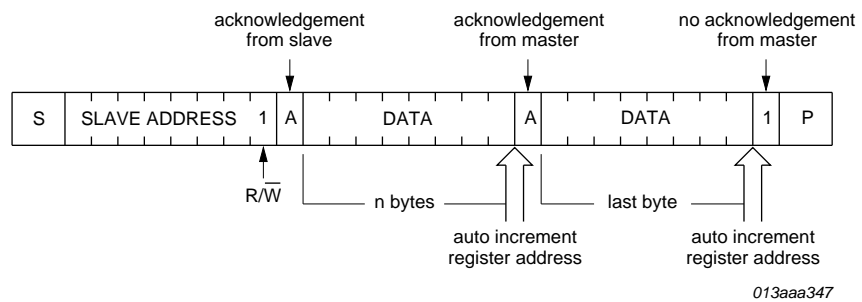 acknowledgement
from slave
acknowledgement
from master
no acknowledgement
from master
S SLAVE ADDRESS 1 A DATA A DATA 1 P
R/W̅
n bytes
last byte
auto increment
register address
auto increment
register address
013aaa347